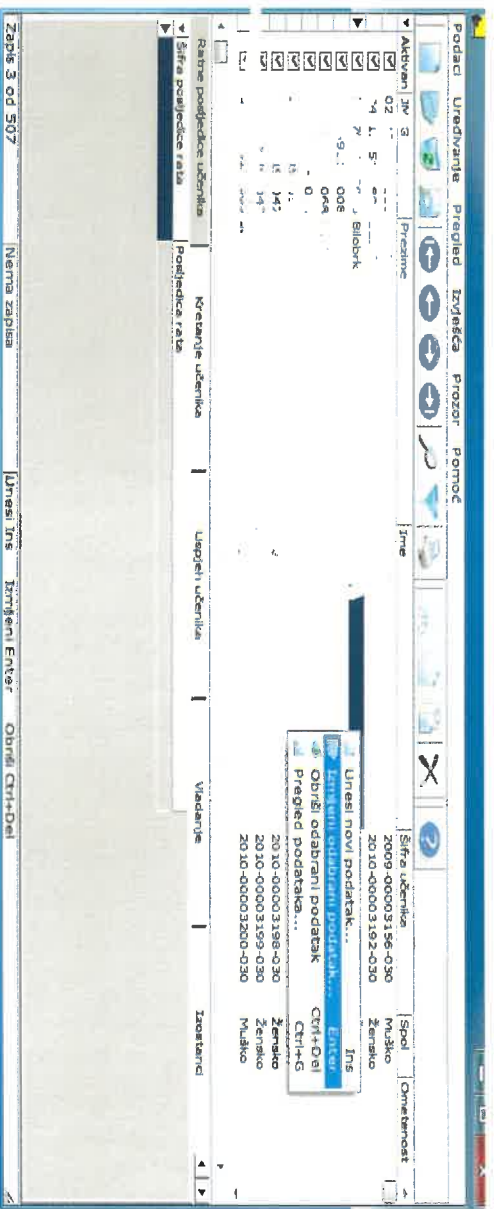 Podaci Uređivanje Pregled Izvješća Prozor Pomoć
Aktivan Prezime Ime Šifra učenika Spol Ometenost
2009-00003156-030 Muško
2010-00003192-030 Žensko
Bilobrk
Unesi novi podatak... Ins
Izmijeni odabrani podatak... Enter
Obriši odabrani podatak Ctrl+Del
Pregled podataka... Ctrl+G
2010-00003198-030 Žensko
2010-00003199-030 Žensko
2010-00003200-030 Muško
Ratne posljedice učenika Kretanje učenika Uspjeh učenika Vladanje Izostanci
Šifra posljedice rata Posljedica rata
Zapis 3 od 507 Nema zapisa Unesi Ins Izmijeni Enter Obriši Ctrl+Del